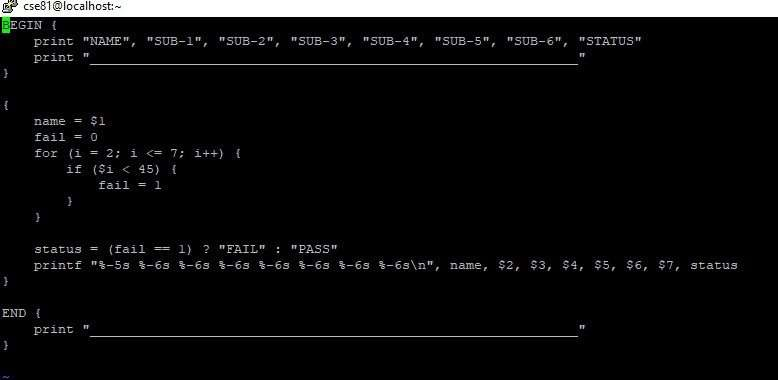 cse81@localhost:~
BEGIN {
    print "NAME", "SUB-1", "SUB-2", "SUB-3", "SUB-4", "SUB-5", "SUB-6", "STATUS"
    print "_____________________________________________________________"
}

{
    name = $1
    fail = 0
    for (i = 2; i <= 7; i++) {
        if ($i < 45) {
            fail = 1
        }
    }

    status = (fail == 1) ? "FAIL" : "PASS"
    printf "%-5s %-6s %-6s %-6s %-6s %-6s %-6s %-6s\n", name, $2, $3, $4, $5, $6, $7, status
}

END {
    print "_____________________________________________________________"
}

~